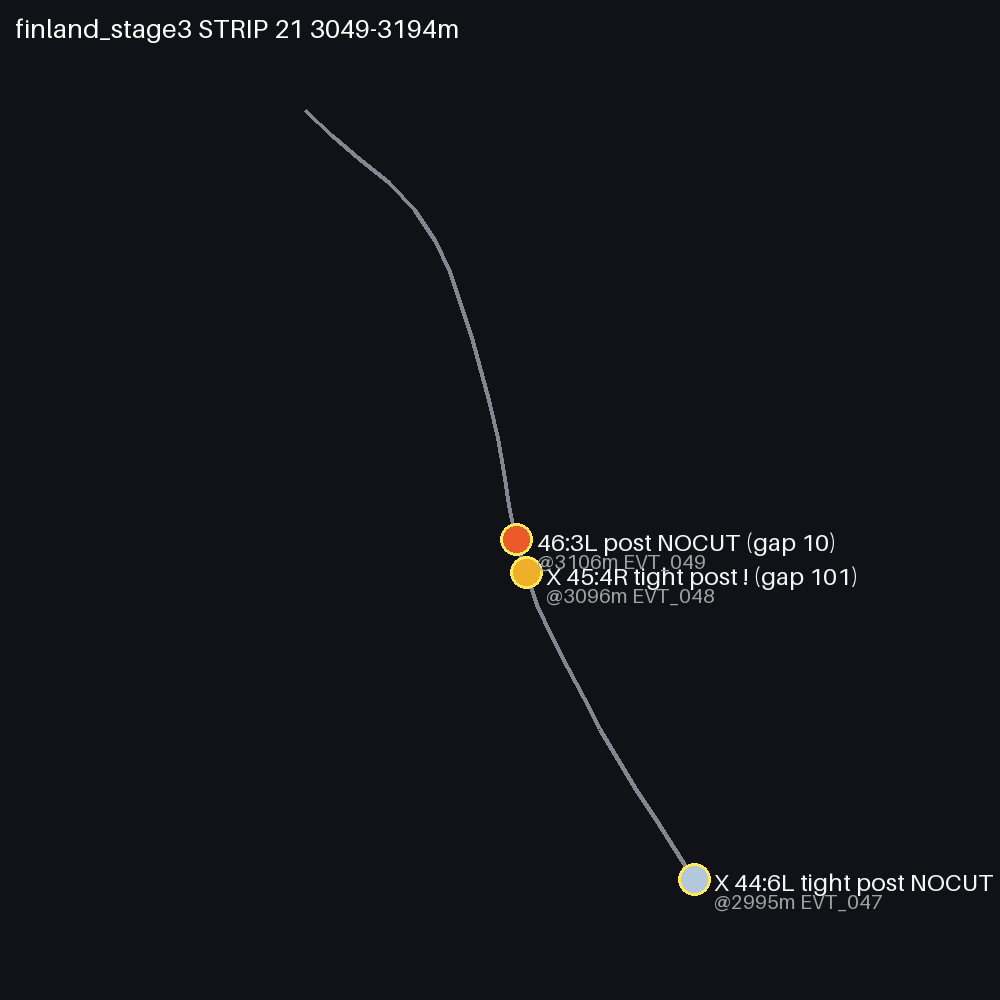 finland_stage3 STRIP 21 3049-3194m
46:3L post NOCUT (gap 10)
@3106m EVT_049
X 45:4R tight post ! (gap 101)
@3096m EVT_048
X 44:6L tight post NOCUT
@2995m EVT_047